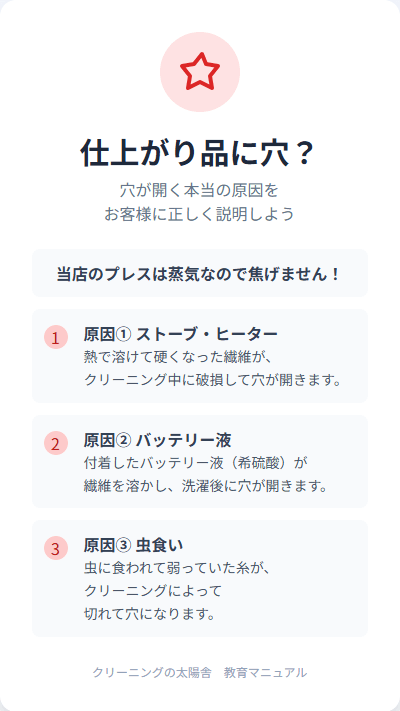 仕上がり品に穴？
穴が開く本当の原因を
お客様に正しく説明しよう
当店のプレスは蒸気なので焦げません！
1
原因① ストーブ・ヒーター
熱で溶けて硬くなった繊維が、
クリーニング中に破損して穴が開きます。
2
原因② バッテリー液
付着したバッテリー液（希硫酸）が
繊維を溶かし、洗濯後に穴が開きます。
3
原因③ 虫食い
虫に食われて弱っていた糸が、
クリーニングによって
切れて穴になります。
クリーニングの太陽舎　教育マニュアル